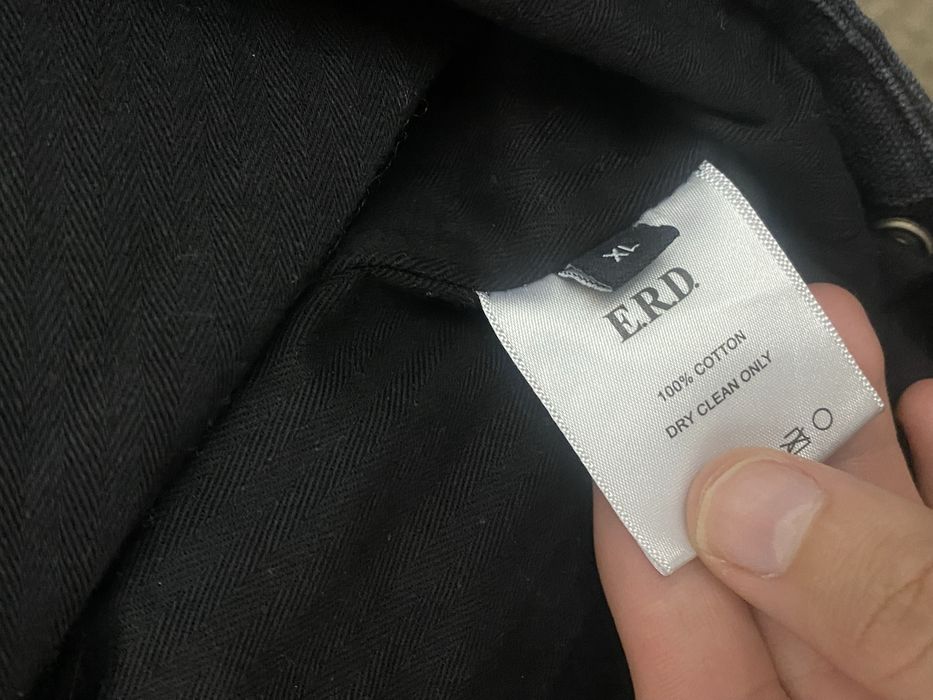 XL
E.R.D.
100% COTTON
DRY CLEAN ONLY